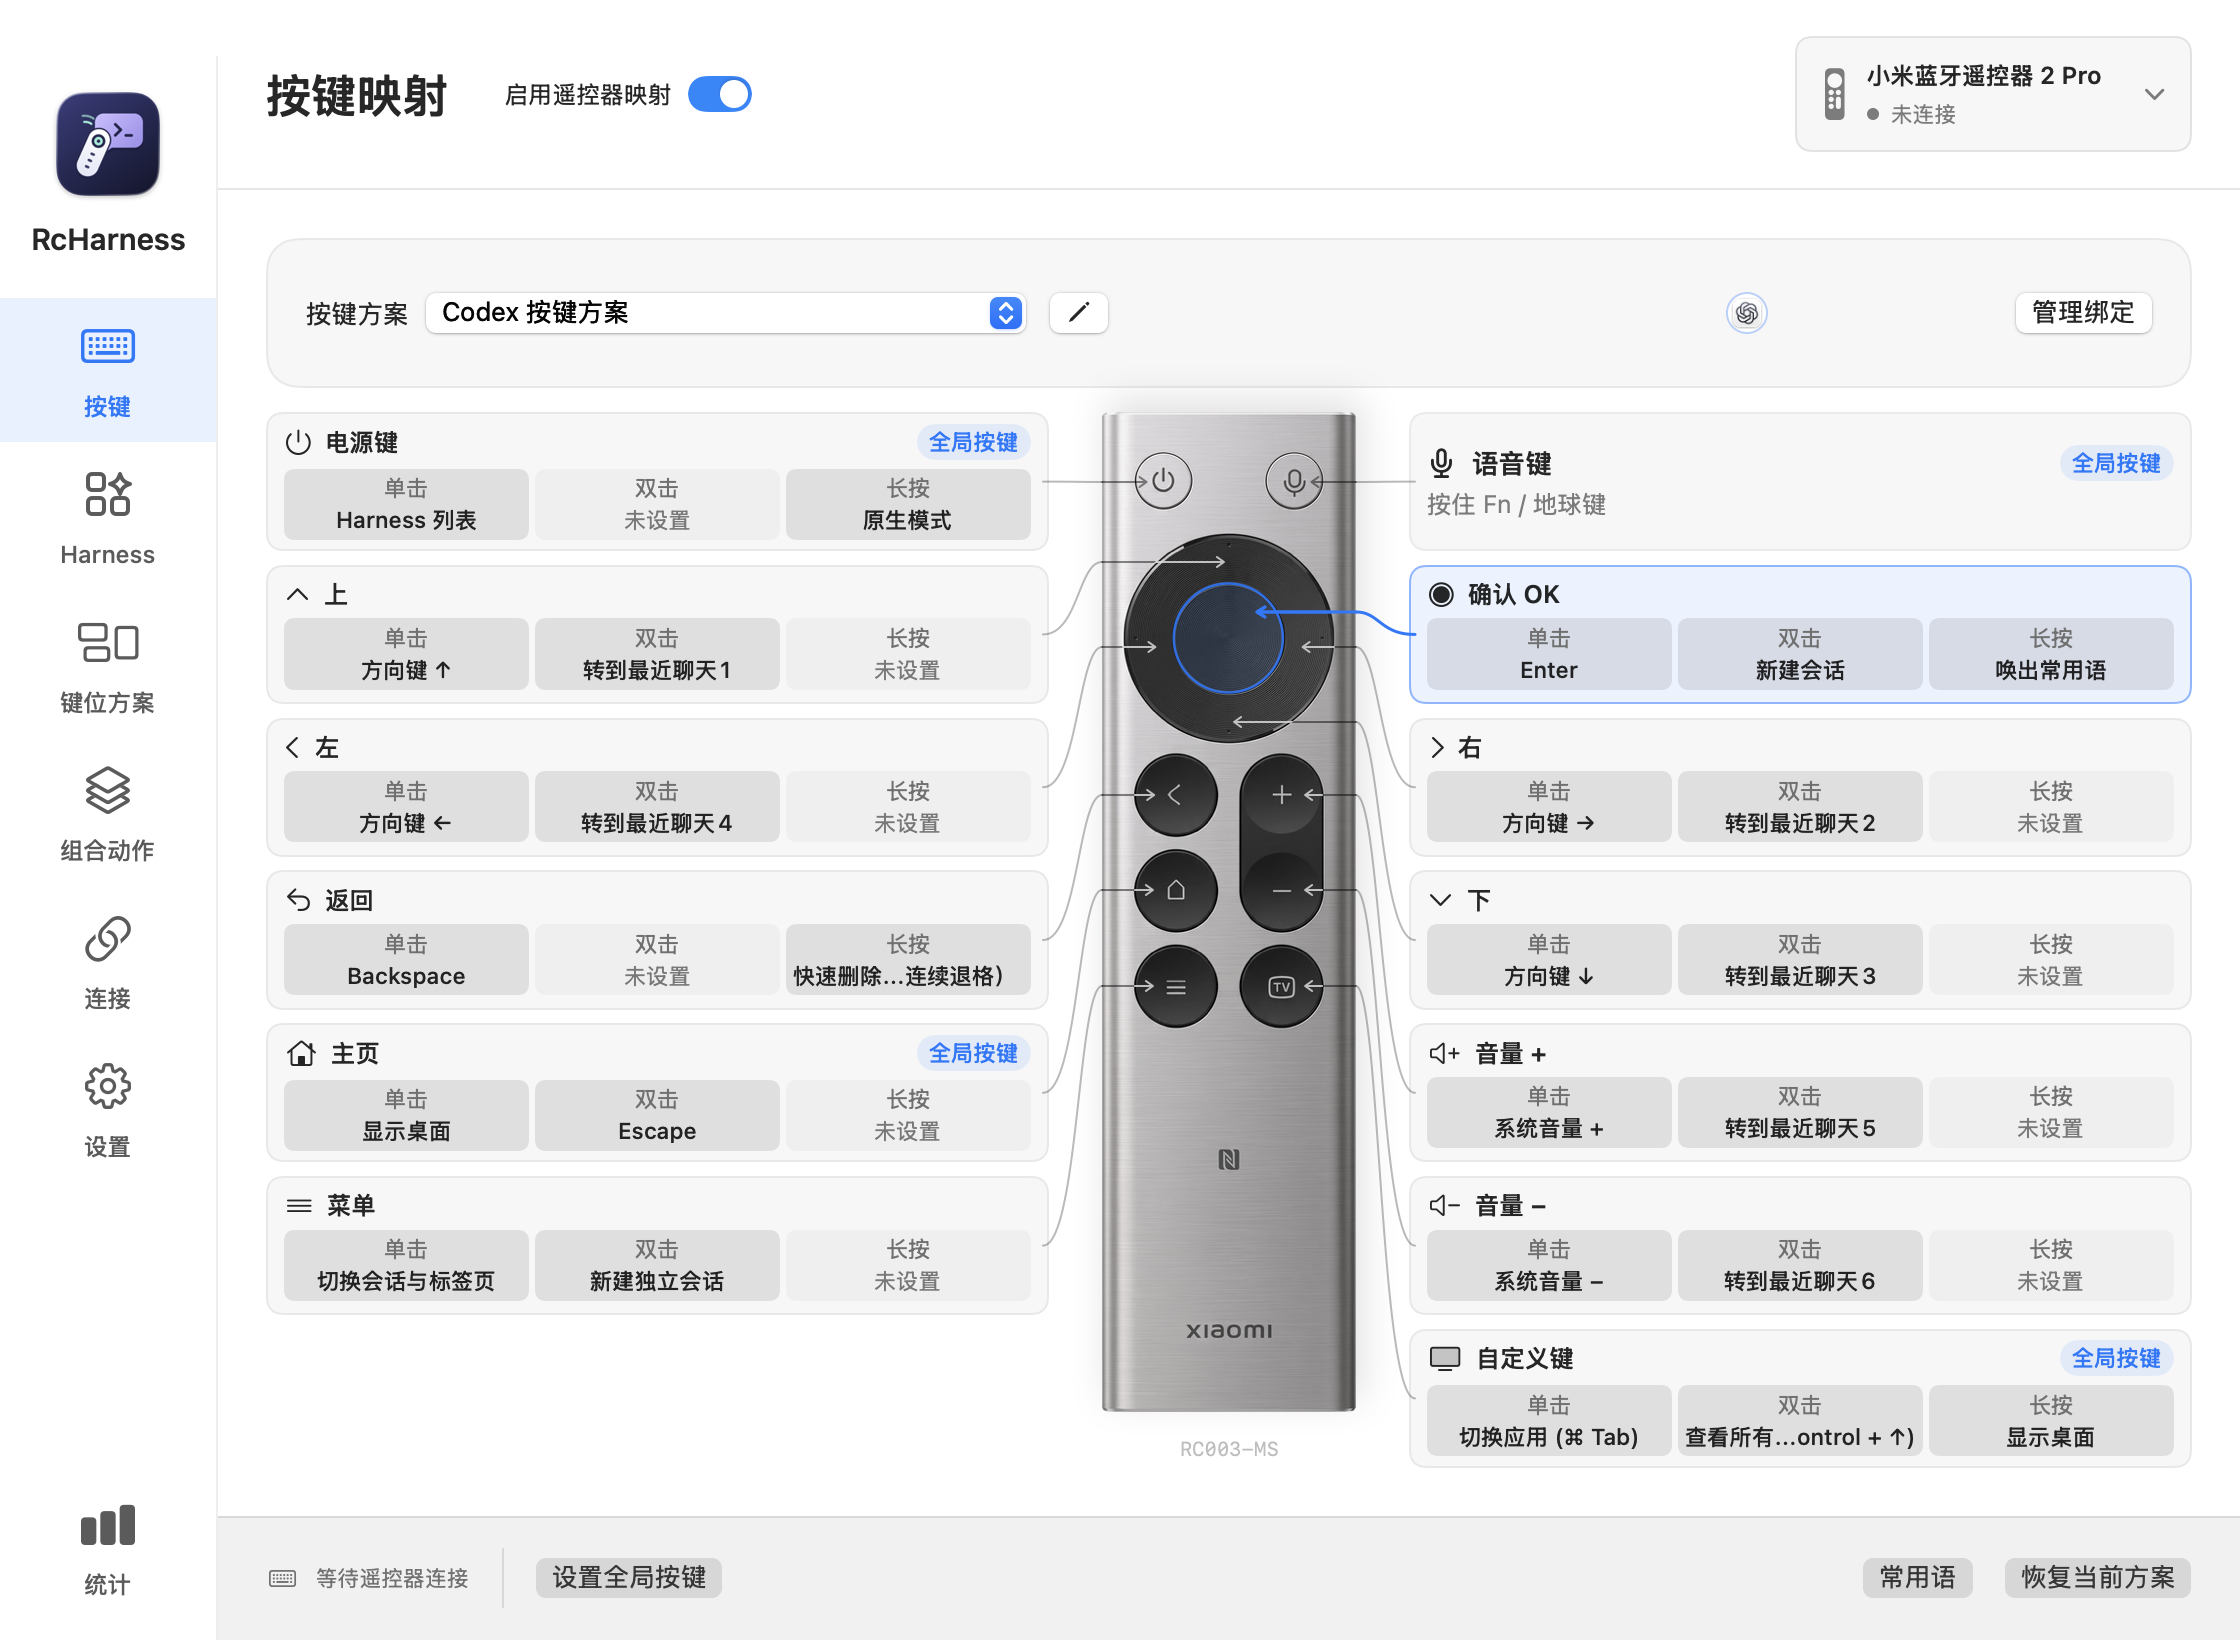 按键映射
启用遥控器映射
小米蓝牙遥控器 2 Pro
未连接
RcHarness
按键
Harness
键位方案
组合动作
连接
设置
统计
按键方案
Codex 按键方案
管理绑定
电源键
全局按键
单击
Harness 列表
双击
未设置
长按
原生模式
上
单击
方向键 ↑
双击
转到最近聊天1
长按
未设置
左
单击
方向键 ←
双击
转到最近聊天4
长按
未设置
返回
单击
Backspace
双击
未设置
长按
快速删除...连续退格）
主页
全局按键
单击
显示桌面
双击
Escape
长按
未设置
菜单
单击
切换会话与标签页
双击
新建独立会话
长按
未设置
TV
xiaomi
RC003-MS
语音键
全局按键
按住 Fn / 地球键
确认 OK
单击
Enter
双击
新建会话
长按
唤出常用语
右
单击
方向键 →
双击
转到最近聊天2
长按
未设置
下
单击
方向键 ↓
双击
转到最近聊天3
长按
未设置
音量 +
单击
系统音量 +
双击
转到最近聊天5
长按
未设置
音量 –
单击
系统音量 –
双击
转到最近聊天6
长按
未设置
自定义键
全局按键
单击
切换应用 (⌘ Tab)
双击
查看所有...ontrol + ↑)
长按
显示桌面
等待遥控器连接
设置全局按键
常用语
恢复当前方案